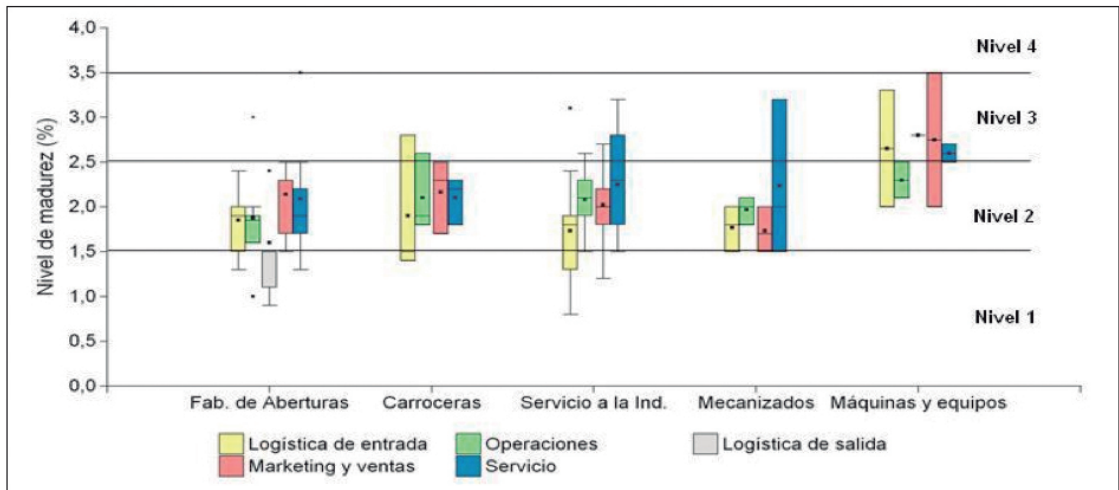 Nivel de madurez (%)
4,0
3,5
3,0
2,5
2,0
1,5
1,0
0,5
0,0
Nivel 4
Nivel 3
Nivel 2
Nivel 1
Fab. de Aberturas Carroceras Servicio a la Ind. Mecanizados Máquinas y equipos
Logística de entrada Operaciones Logística de salida
Marketing y ventas Servicio